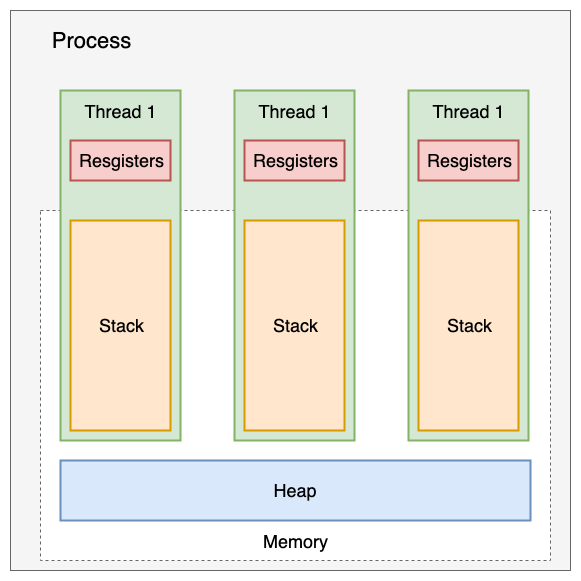 Process
Thread 1
Thread 1
Thread 1
Resgisters
Resgisters
Resgisters
Stack
Stack
Stack
Heap
Memory